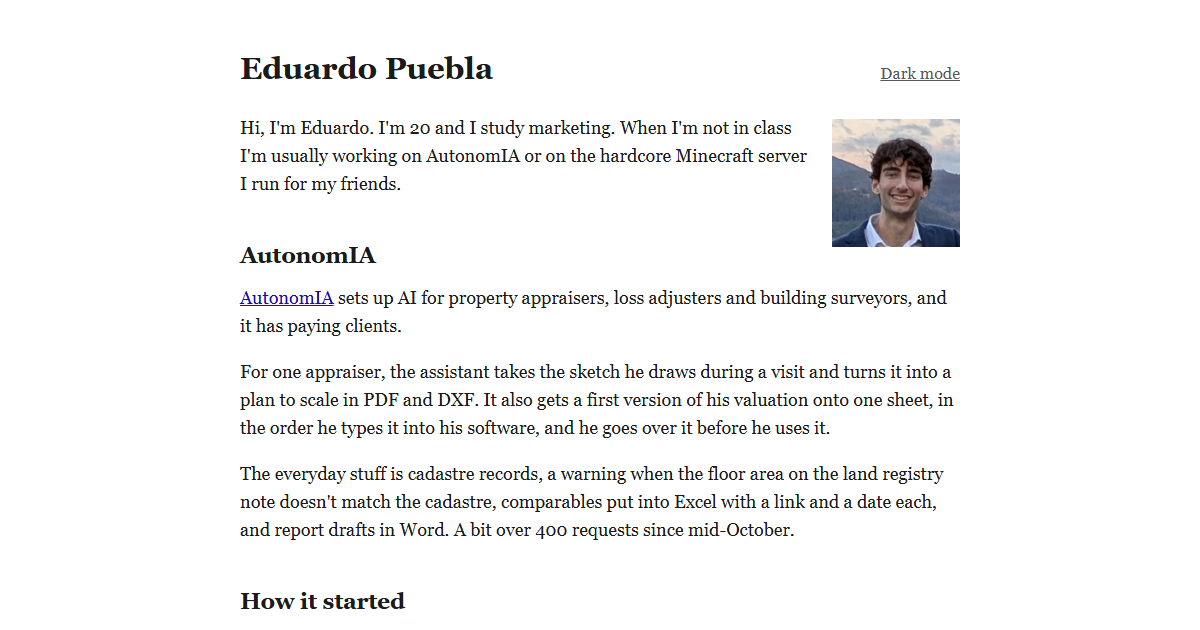 Eduardo Puebla
Dark mode
Hi, I'm Eduardo. I'm 20 and I study marketing. When I'm not in class
I'm usually working on AutonomIA or on the hardcore Minecraft server
I run for my friends.
AutonomIA
AutonomIA sets up AI for property appraisers, loss adjusters and building surveyors, and
it has paying clients.
For one appraiser, the assistant takes the sketch he draws during a visit and turns it into a
plan to scale in PDF and DXF. It also gets a first version of his valuation onto one sheet, in
the order he types it into his software, and he goes over it before he uses it.
The everyday stuff is cadastre records, a warning when the floor area on the land registry
note doesn't match the cadastre, comparables put into Excel with a link and a date each,
and report drafts in Word. A bit over 400 requests since mid-October.
How it started